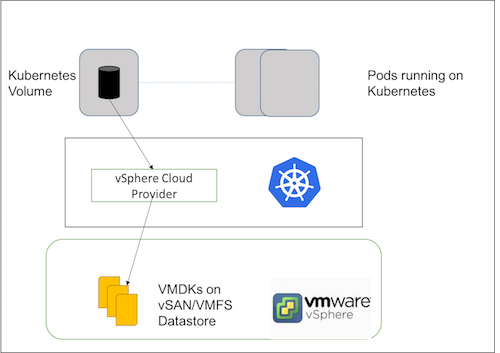 Kubernetes
Volume
Pods running on
Kubernetes
vSphere Cloud
Provider
VMDKs on
vSAN/VMFS
Datastore
vmware®
vSphere